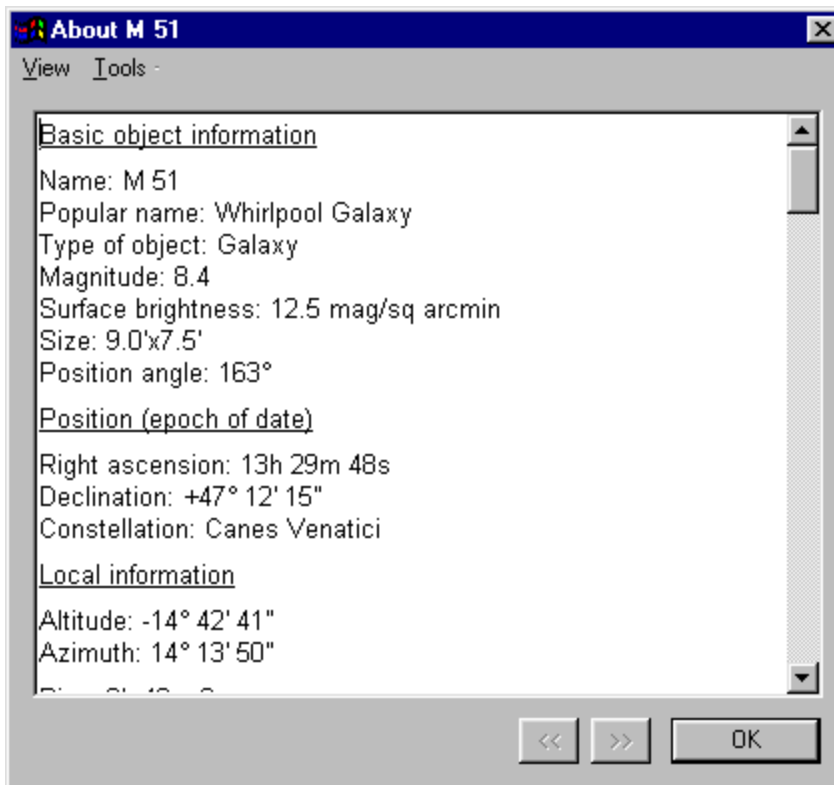 About M 51
View Tools
Basic object information
Name: M 51
Popular name: Whirlpool Galaxy
Type of object: Galaxy
Magnitude: 8.4
Surface brightness: 12.5 mag/sq arcmin
Size: 9.0'x7.5'
Position angle: 163°
Position (epoch of date)
Right ascension: 13h 29m 48s
Declination: +47° 12' 15"
Constellation: Canes Venatici
Local information
Altitude: -14° 42' 41"
Azimuth: 14° 13' 50"
<< >> OK